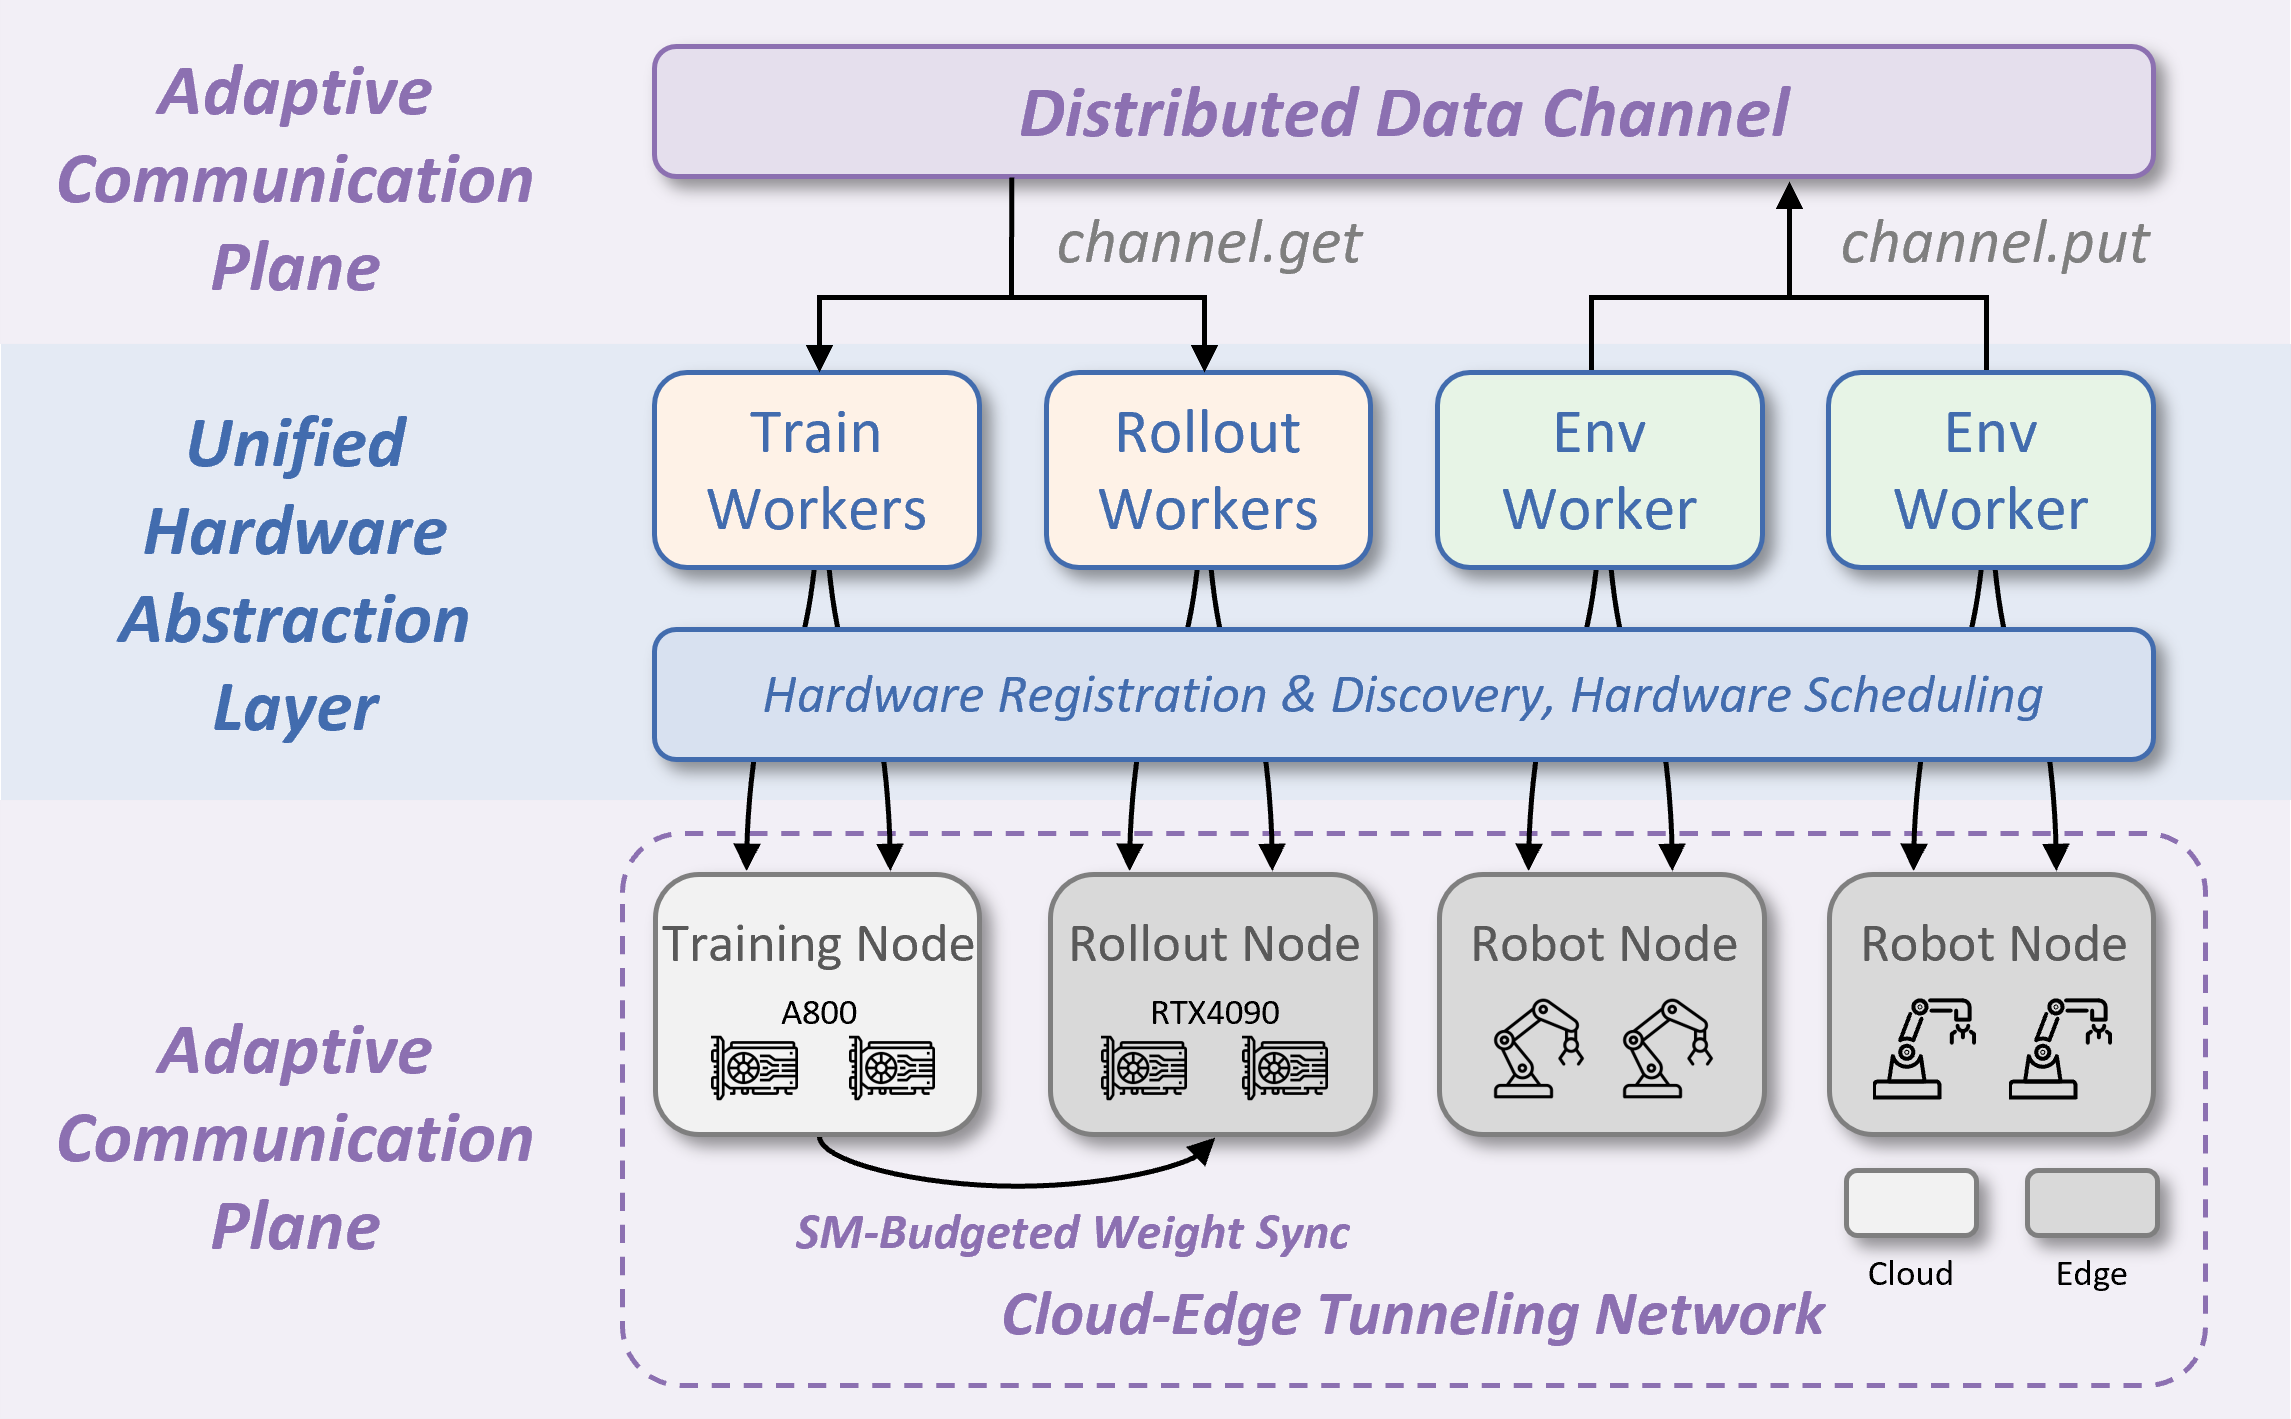 Adaptive
Communication
Plane
Distributed Data Channel
channel.get
channel.put
Unified
Hardware
Abstraction
Layer
Train
Workers
Rollout
Workers
Env
Worker
Env
Worker
Hardware Registration & Discovery, Hardware Scheduling
Adaptive
Communication
Plane
Training Node
A800
Rollout Node
RTX4090
Robot Node
Robot Node
SM-Budgeted Weight Sync
Cloud
Edge
Cloud-Edge Tunneling Network